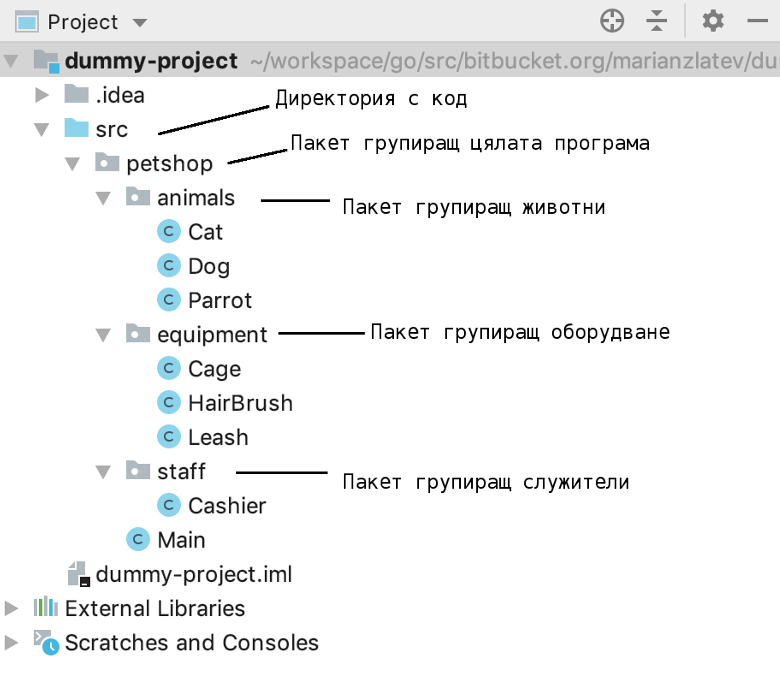 Project
dummy-project ~/workspace/go/src/bitbucket.org/marianzlatev/du
.idea
Директория с код
src
Пакет групиращ цялата програма
petshop
animals
Пакет групиращ животни
C Cat
C Dog
C Parrot
equipment
Пакет групиращ оборудване
C Cage
C HairBrush
C Leash
staff
Пакет групиращ служители
C Cashier
C Main
dummy-project.iml
External Libraries
Scratches and Consoles